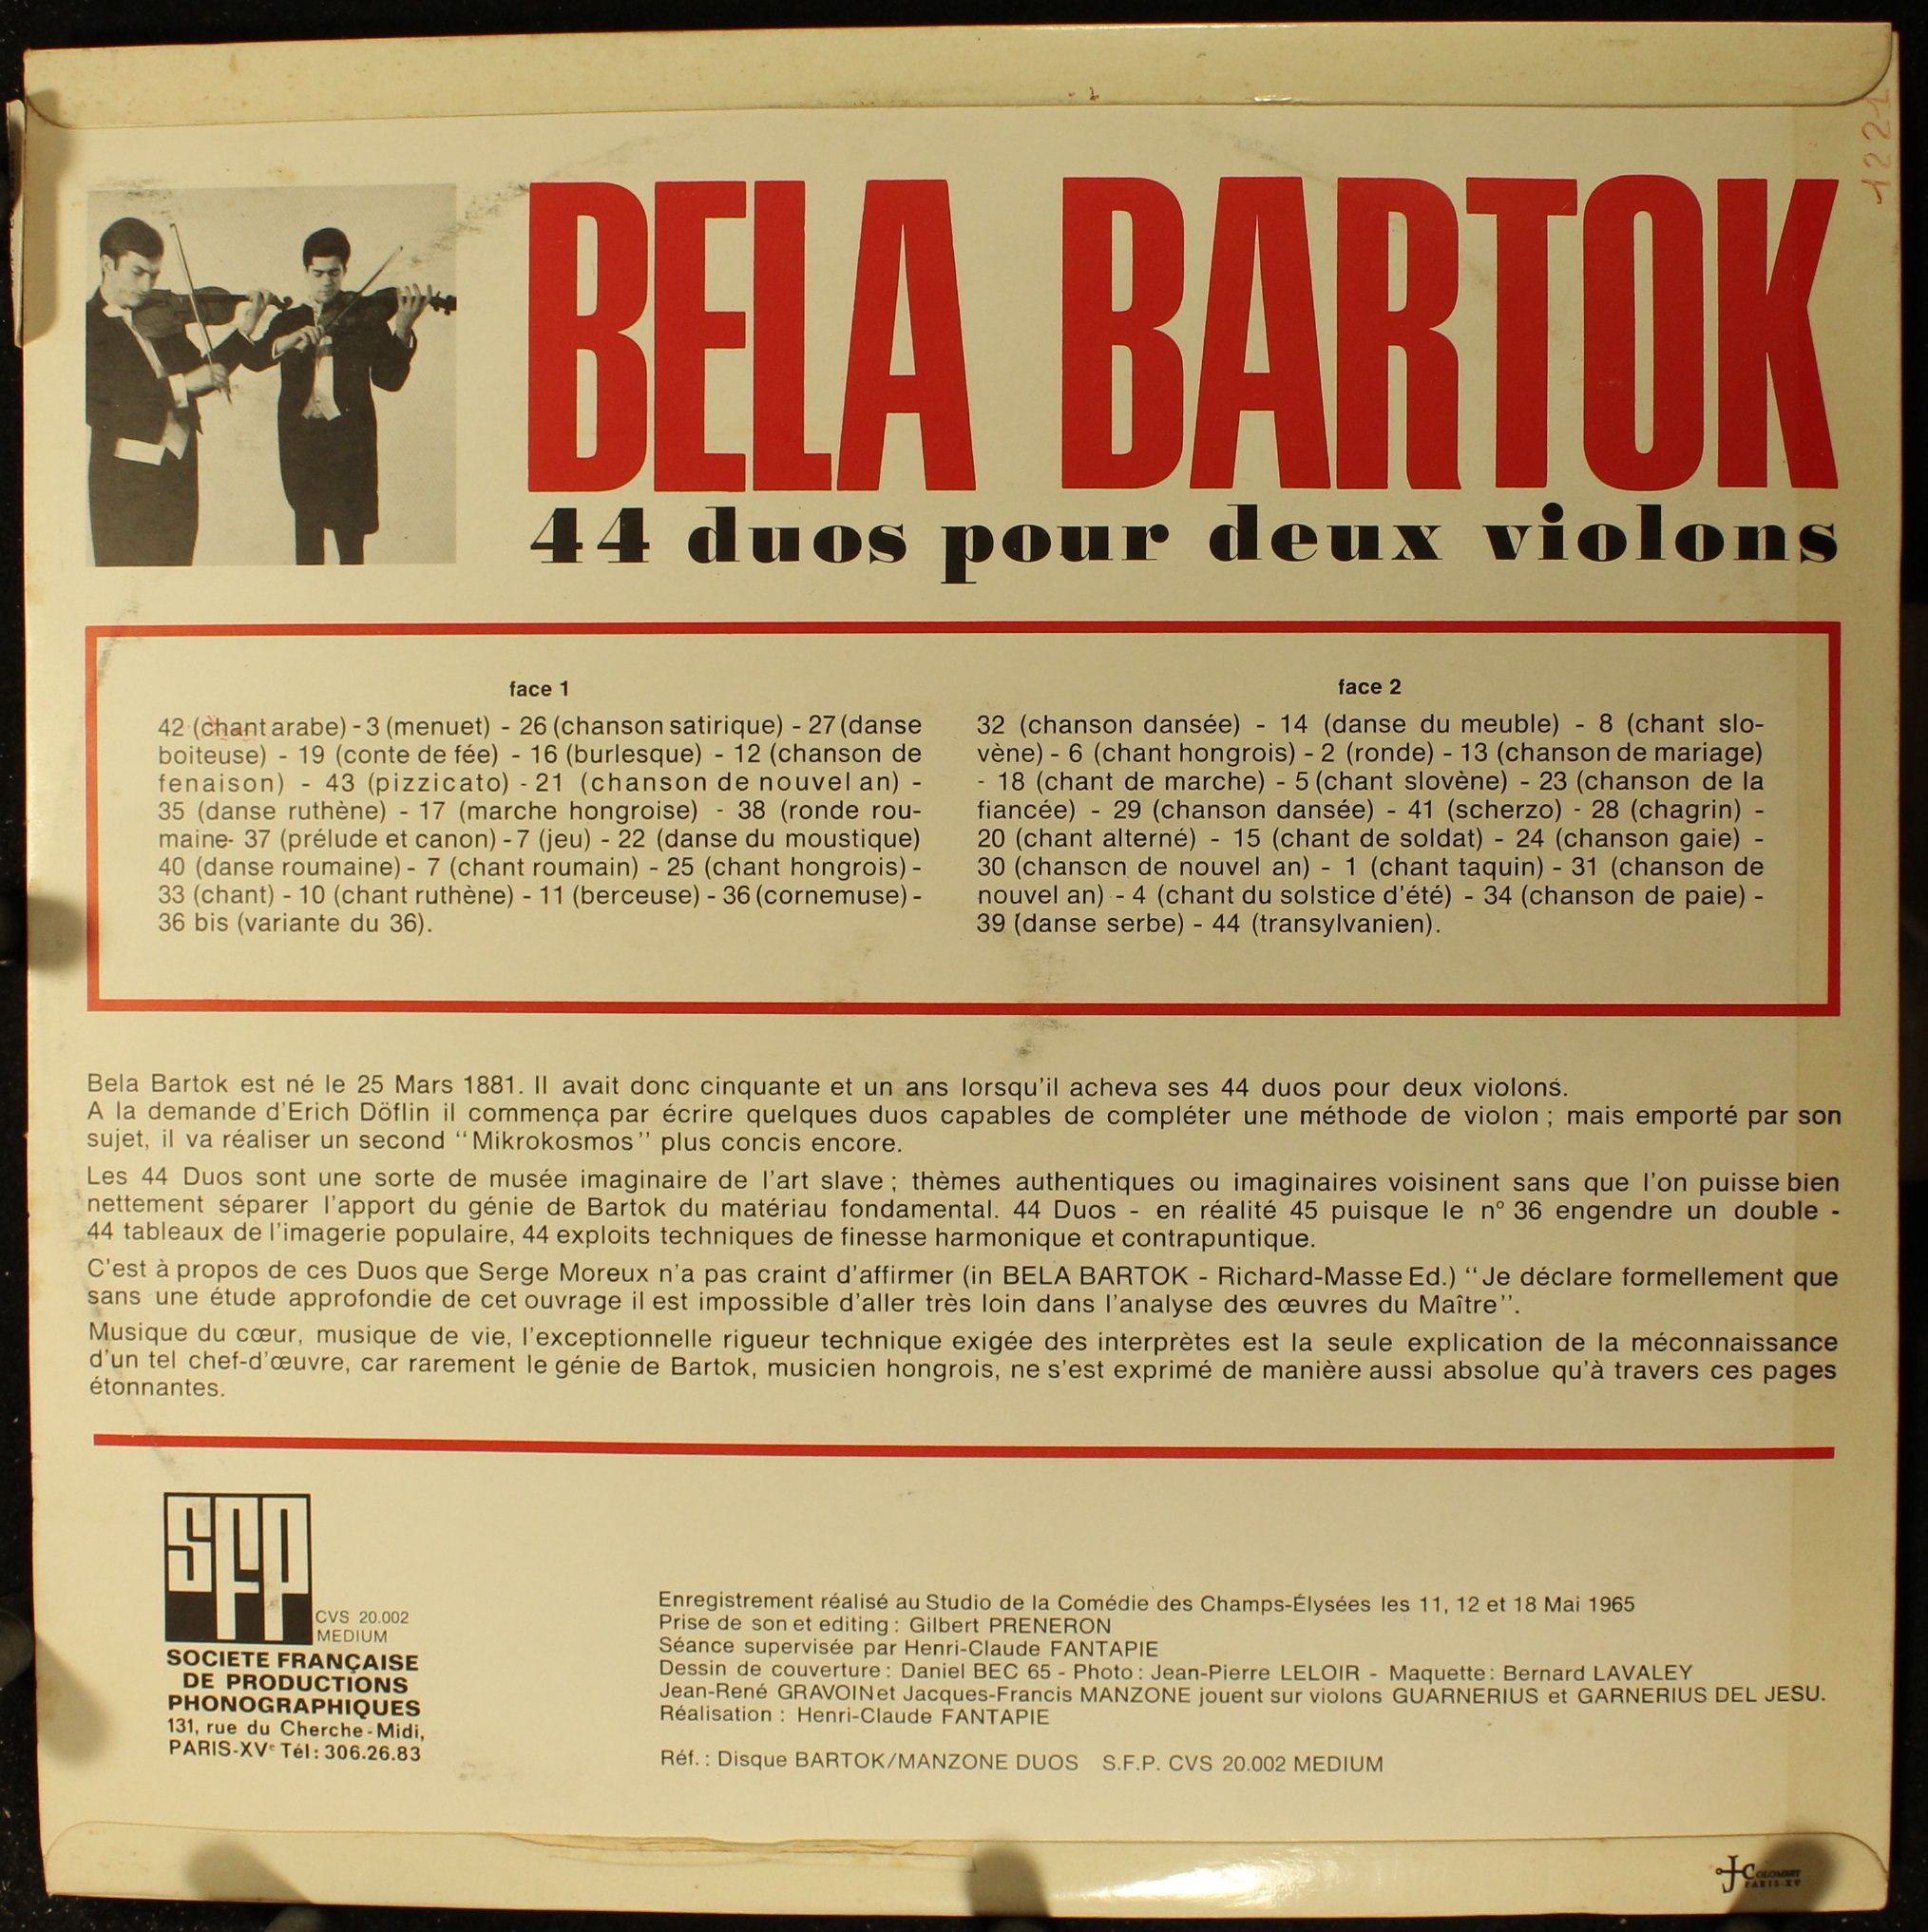 1221
BELA BARTOK
44 duos pour deux violons
face 1
42 (chant arabe) - 3 (menuet) - 26 (chanson satirique) - 27 (danse
boiteuse) - 19 (conte de fée) - 16 (burlesque) - 12 (chanson de
fenaison) - 43 (pizzicato) - 21 (chanson de nouvel an) -
35 (danse ruthène) - 17 (marche hongroise) - 38 (ronde rou-
maine- 37 (prélude et canon) - 7 (jeu) - 22 (danse du moustique)
40 (danse roumaine) - 7 (chant roumain) - 25 (chant hongrois) -
33 (chant) - 10 (chant ruthène) - 11 (berceuse) - 36 (cornemuse) -
36 bis (variante du 36).
face 2
32 (chanson dansée) - 14 (danse du meuble) - 8 (chant slo-
vène) - 6 (chant hongrois) - 2 (ronde) - 13 (chanson de mariage)
- 18 (chant de marche) - 5 (chant slovène) - 23 (chanson de la
fiancée) - 29 (chanson dansée) - 41 (scherzo) - 28 (chagrin) -
20 (chant alterné) - 15 (chant de soldat) - 24 (chanson gaie) -
30 (chanscn de nouvel an) - 1 (chant taquin) - 31 (chanson de
nouvel an) - 4 (chant du solstice d'été) - 34 (chanson de paie) -
39 (danse serbe) - 44 (transylvanien).
Bela Bartok est né le 25 Mars 1881. Il avait donc cinquante et un ans lorsqu'il acheva ses 44 duos pour deux violons.
A la demande d'Erich Döflin il commença par écrire quelques duos capables de compléter une méthode de violon ; mais emporté par son
sujet, il va réaliser un second "Mikrokosmos" plus concis encore.
Les 44 Duos sont une sorte de musée imaginaire de l'art slave ; thèmes authentiques ou imaginaires voisinent sans que l'on puisse bien
nettement séparer l'apport du génie de Bartok du matériau fondamental. 44 Duos - en réalité 45 puisque le n° 36 engendre un double -
44 tableaux de l'imagerie populaire, 44 exploits techniques de finesse harmonique et contrapuntique.
C'est à propos de ces Duos que Serge Moreux n'a pas craint d'affirmer (in BELA BARTOK - Richard-Masse Ed.) "Je déclare formellement que
sans une étude approfondie de cet ouvrage il est impossible d'aller très loin dans l'analyse des œuvres du Maître".
Musique du cœur, musique de vie, l'exceptionnelle rigueur technique exigée des interprètes est la seule explication de la méconnaissance
d'un tel chef-d'œuvre, car rarement le génie de Bartok, musicien hongrois, ne s'est exprimé de manière aussi absolue qu'à travers ces pages
étonnantes.
SFP
CVS 20.002
MEDIUM
SOCIETE FRANÇAISE
DE PRODUCTIONS
PHONOGRAPHIQUES
131, rue du Cherche-Midi,
PARIS-XVe Tél : 306.26.83
Enregistrement réalisé au Studio de la Comédie des Champs-Élysées les 11, 12 et 18 Mai 1965
Prise de son et editing : Gilbert PRENERON
Séance supervisée par Henri-Claude FANTAPIE
Dessin de couverture : Daniel BEC 65 - Photo : Jean-Pierre LELOIR - Maquette : Bernard LAVALEY
Jean-René GRAVOIN et Jacques-Francis MANZONE jouent sur violons GUARNERIUS et GARNERIUS DEL JESU.
Réalisation : Henri-Claude FANTAPIE
Réf. : Disque BARTOK/MANZONE DUOS S.F.P. CVS 20.002 MEDIUM
J COLOMBET
PARIS-XV